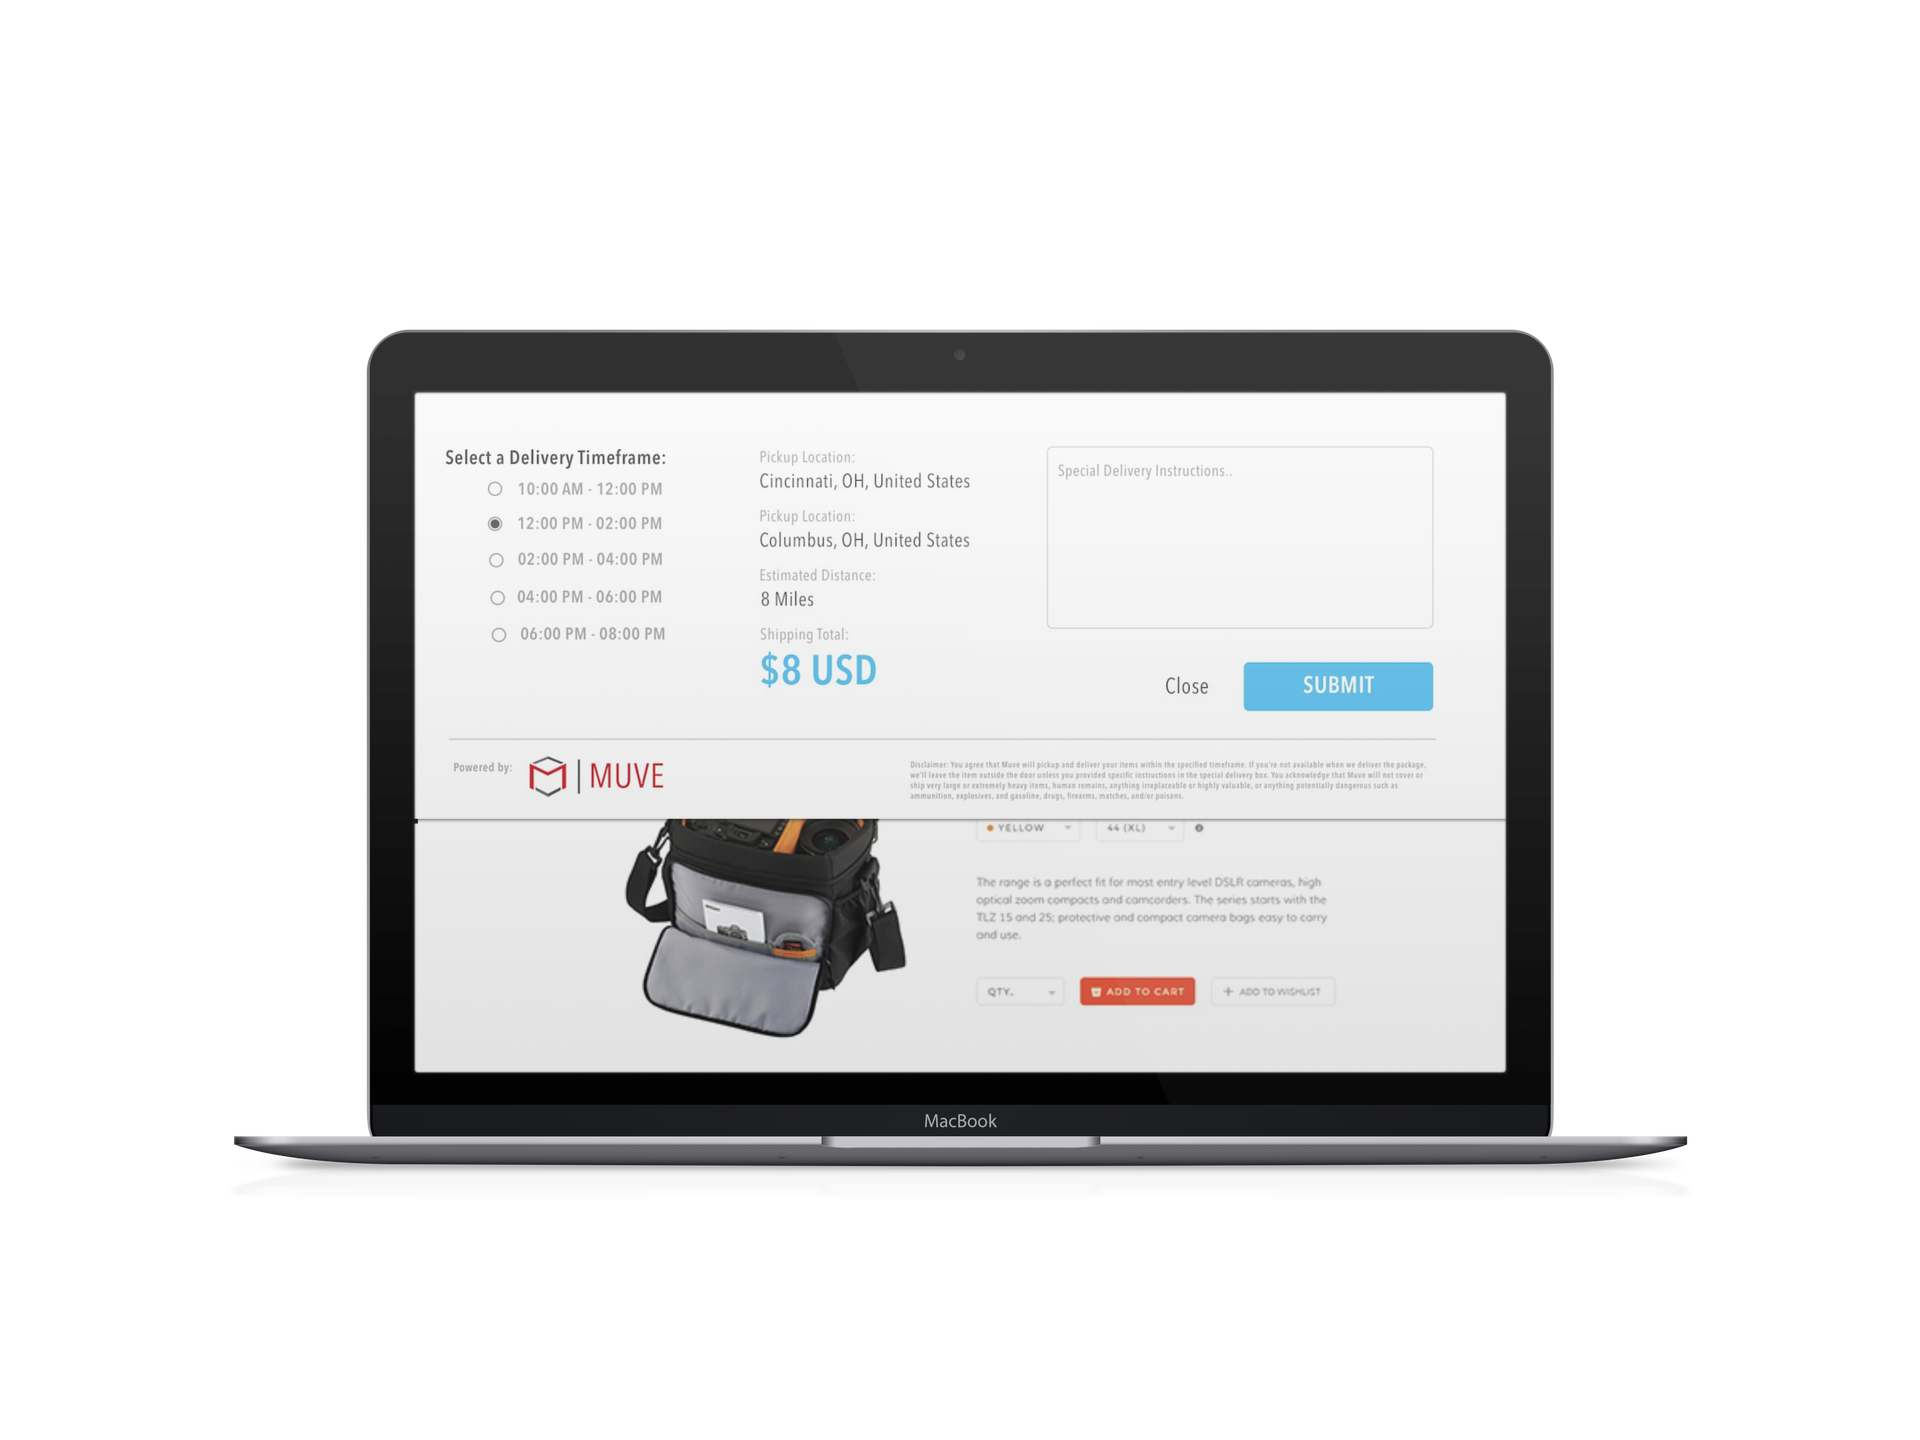 Select a Delivery Timeframe:
10:00 AM - 12:00 PM
12:00 PM - 02:00 PM
02:00 PM - 04:00 PM
04:00 PM - 06:00 PM
06:00 PM - 08:00 PM
Pickup Location:
Cincinnati, OH, United States
Pickup Location:
Columbus, OH, United States
Estimated Distance:
8 Miles
Shipping Total:
$8 USD
Special Delivery Instructions..
Close
SUBMIT
Powered by:
MUVE
Disclaimer: You agree that Muve will pickup and deliver your items within the specified timeframe. If you're not available when we deliver the package,
we'll leave the item outside the door unless you provided specific instructions in the special delivery box. You acknowledge that Muve will not cover or
ship very large or extremely heavy items, human remains, anything irreplaceable or highly valuable, or anything potentially dangerous such as
ammunition, explosives, and gasoline, drugs, firearms, matches, and/or poisons.
YELLOW
44 (XL)
The range is a perfect fit for most entry level DSLR cameras, high
optical zoom compacts and camcorders. The series starts with the
TLZ 15 and 25; protective and compact camera bags easy to carry
and use.
QTY.
ADD TO CART
+ ADD TO WISHLIST
MacBook